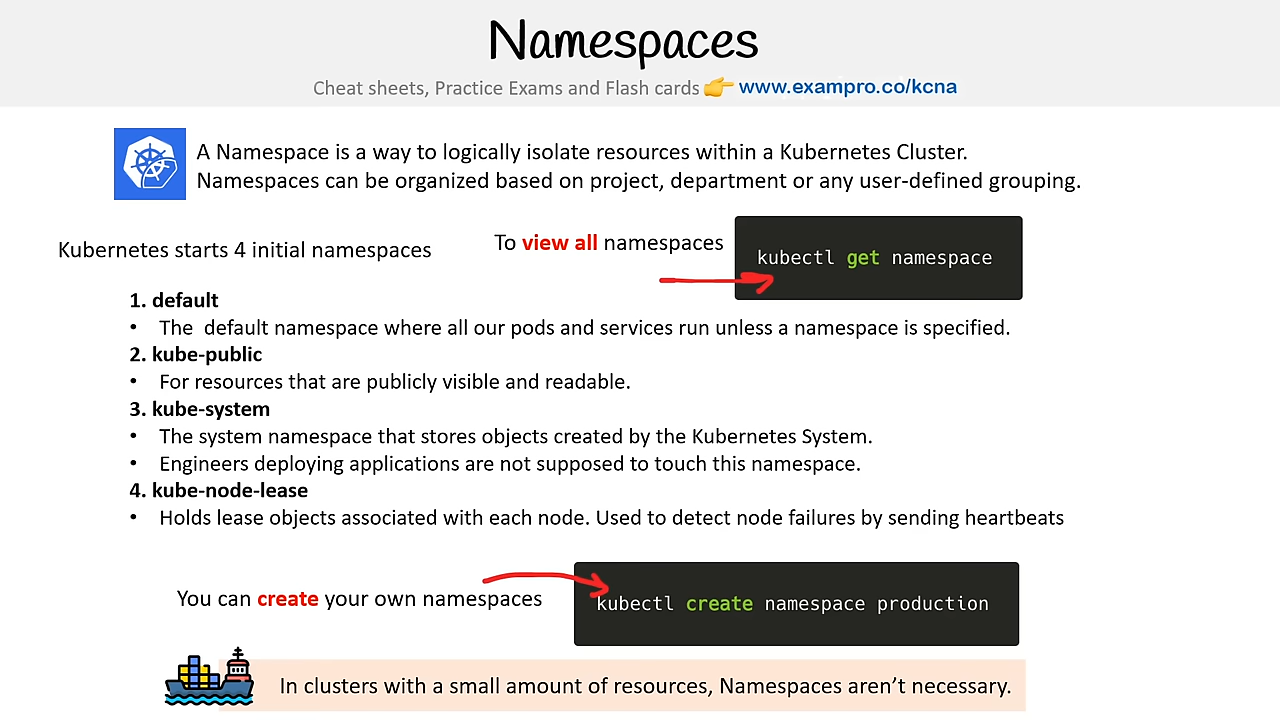 Namespaces
Cheat sheets, Practice Exams and Flash cards 👉 www.exampro.co/kcna
A Namespace is a way to logically isolate resources within a Kubernetes Cluster.
Namespaces can be organized based on project, department or any user-defined grouping.
Kubernetes starts 4 initial namespaces
To view all namespaces
kubectl get namespace
1. default
• The  default namespace where all our pods and services run unless a namespace is specified.
2. kube-public
• For resources that are publicly visible and readable.
3. kube-system
• The system namespace that stores objects created by the Kubernetes System.
• Engineers deploying applications are not supposed to touch this namespace.
4. kube-node-lease
• Holds lease objects associated with each node. Used to detect node failures by sending heartbeats
You can create your own namespaces
kubectl create namespace production
In clusters with a small amount of resources, Namespaces aren’t necessary.